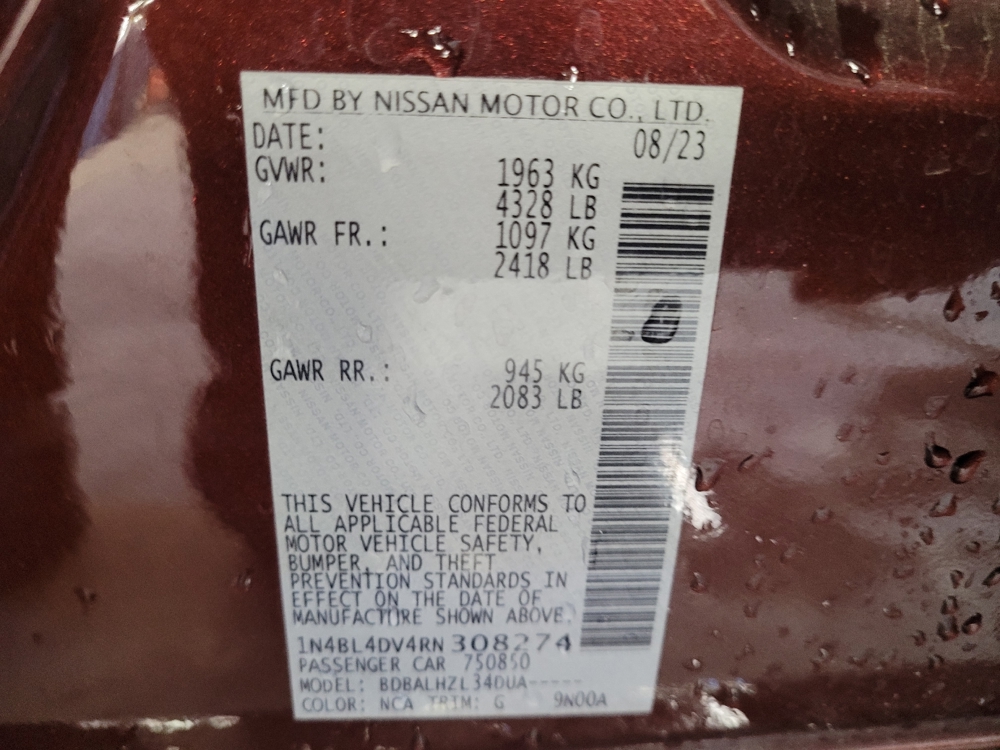 MFD BY NISSAN MOTOR CO., LTD.
DATE: 08/23
GVWR: 1963 KG
4328 LB
GAWR FR.: 1097 KG
2418 LB
GAWR RR.: 945 KG
2083 LB
THIS VEHICLE CONFORMS TO
ALL APPLICABLE FEDERAL
MOTOR VEHICLE SAFETY,
BUMPER, AND THEFT
PREVENTION STANDARDS IN
EFFECT ON THE DATE OF
MANUFACTURE SHOWN ABOVE.
1N4BL4DV4RN308274
PASSENGER CAR 750850
MODEL: BDBALHZL34DUA-----
COLOR: NCA TRIM: G 9N00A